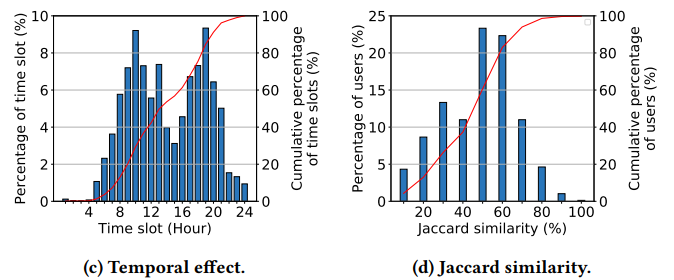 Percentage of time slot (%)
10
8
6
4
2
0
4 8 12 16 20 24
Time slot (Hour)
100
80
60
40
20
0
Cumulative percentage
of time slots (%)
(c) Temporal effect.
Percentage of users (%)
25
20
15
10
5
0
20 40 60 80 100
Jaccard similarity (%)
100
80
60
40
20
0
Cumulative percentage
of users (%)
(d) Jaccard similarity.